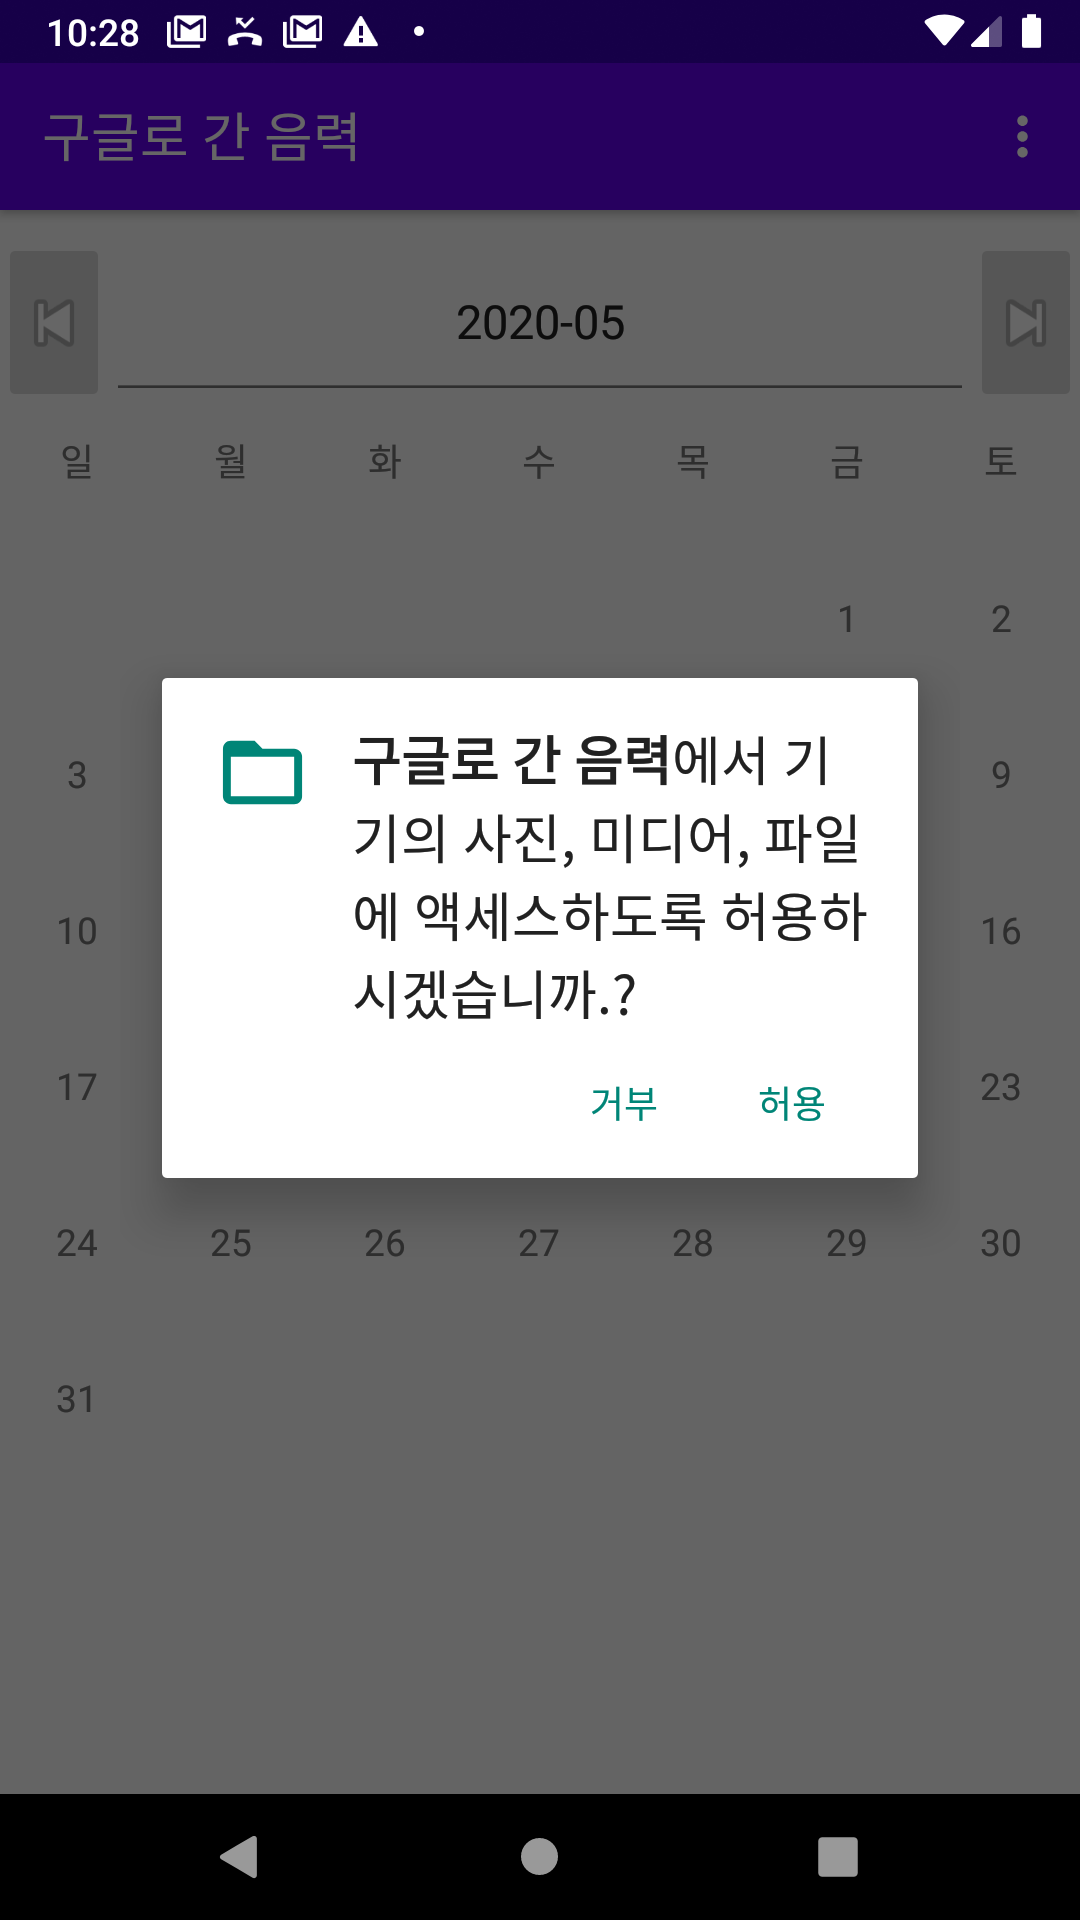 10:28
구글로 간 음력
2020-05
일 월 화 수 목 금 토
1 2
3 9
구글로 간 음력에서 기
기의 사진, 미디어, 파일
에 액세스하도록 허용하
시겠습니까.?
거부 허용
10 16
17 23
24 25 26 27 28 29 30
31